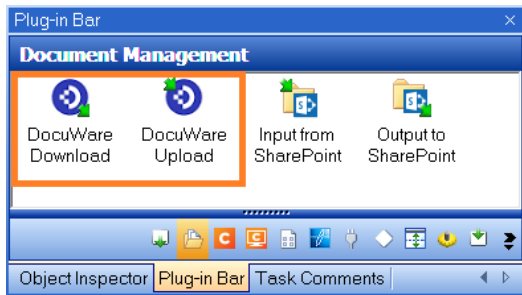 Plug-in Bar
Document Management
DocuWare Download
DocuWare Upload
Input from SharePoint
Output to SharePoint
Object Inspector Plug-in Bar Task Comments